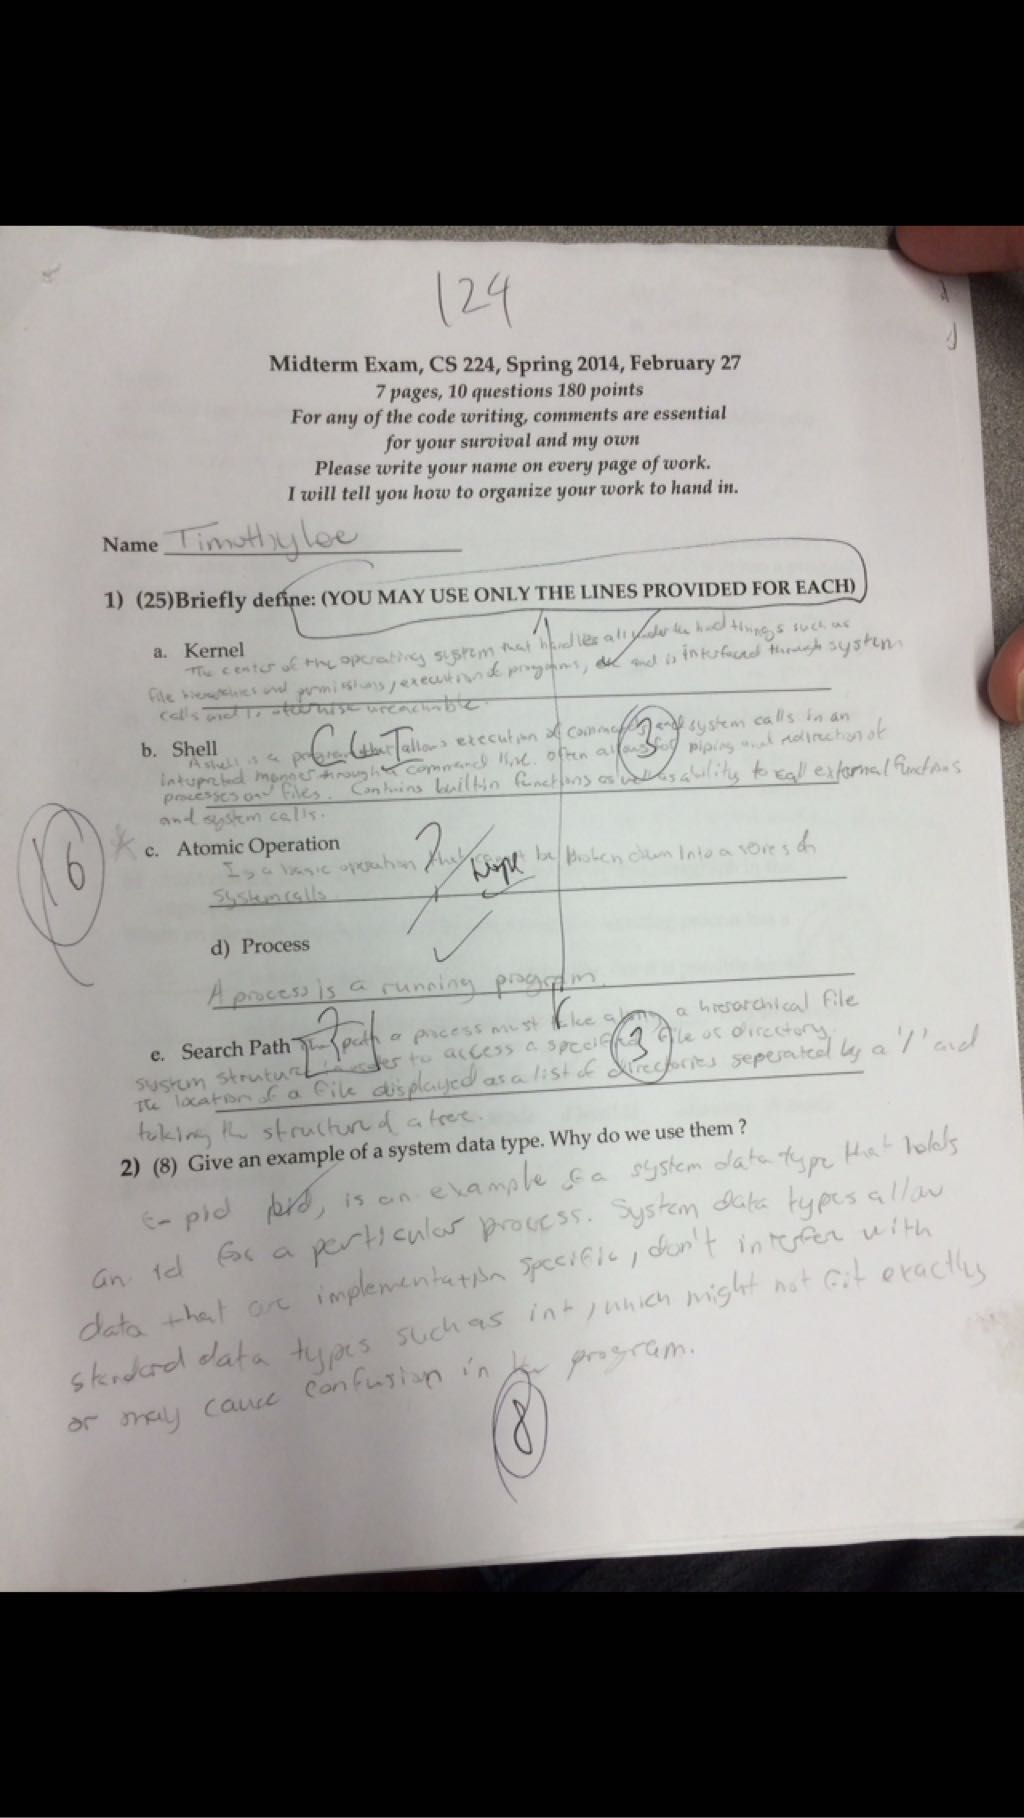 124
Midterm Exam, CS 224, Spring 2014, February 27
7 pages, 10 questions 180 points
For any of the code writing, comments are essential
for your survival and my own
Please write your name on every page of work.
I will tell you how to organize your work to hand in.
Name Timothy Lee
1) (25)Briefly define: (YOU MAY USE ONLY THE LINES PROVIDED FOR EACH)
a. Kernel
The center of the operating system that handles all under the hood things such as
file hierarchies and permissions, execution of programs, and is interfaced through system
calls and is otherwise unreachable.
b. Shell
A shell is a program that allows execution of commands and system calls in an
intuprated manner through a command line. Often allows for piping and redirection of
processes or files. Contains builtin functions as well as ability to call external functions
and system calls.
CLI
3
16
c. Atomic Operation
Is a basic operation that be broken down into a series of
system calls.
? Nope
d) Process
A process is a running program.
e. Search Path The path a process must take along a hierarchical file
system struture in order to access a specific file or directory.
The location of a file displayed as a list of directories seperated by a '/' and
taking the structure of a tree.
?
3
2) (8) Give an example of a system data type. Why do we use them ?
t-pid pid, is an example of a system data type that holds
an id for a perticular process. System data types allow
data that are implementation specific, don't interfer with
standard data types such as int, which might not fit exactly
or may cause confusion in the program.
8